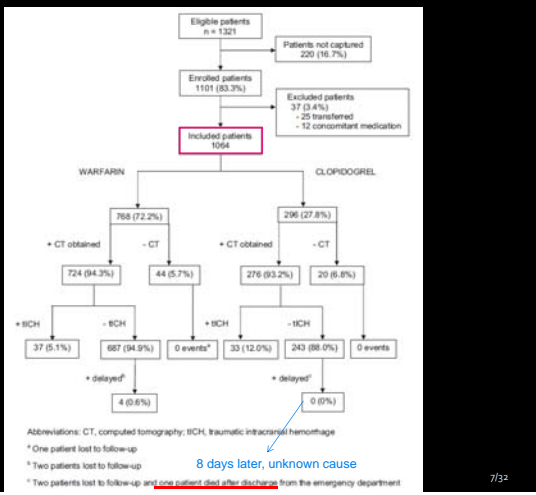 Eligible patients
n = 1321
Patients not captured
220 (16.7%)
Enrolled patients
1101 (83.3%)
Excluded patients
37 (3.4%)
- 25 transferred
- 12 concomitant medication
Included patients
1064
WARFARIN
CLOPIDOGREL
768 (72.2%)
296 (27.8%)
+ CT obtained
- CT
+ CT obtained
- CT
724 (94.3%)
44 (5.7%)
276 (93.2%)
20 (6.8%)
+ tICH
- tICH
+ tICH
- tICH
37 (5.1%)
687 (94.9%)
0 eventsᵃ
33 (12.0%)
243 (88.0%)
0 events
+ delayedᵇ
+ delayedᶜ
4 (0.6%)
0 (0%)
Abbreviations: CT, computed tomography; tICH, traumatic intracranial hemorrhage
ᵃ One patient lost to follow-up
8 days later, unknown cause
ᵇ Two patients lost to follow-up
ᶜ Two patients lost to follow-up and one patient died after discharge from the emergency department
7/32